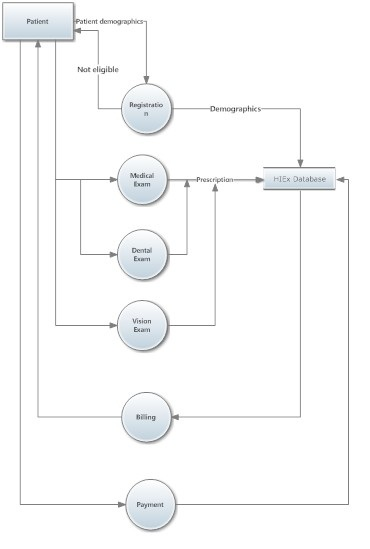 Patient
Patient demographics
Not eligible
Registratio
n
Demographics
Medical
Exam
Prescription
HIEx Database
Dental
Exam
Vision
Exam
Billing
Payment